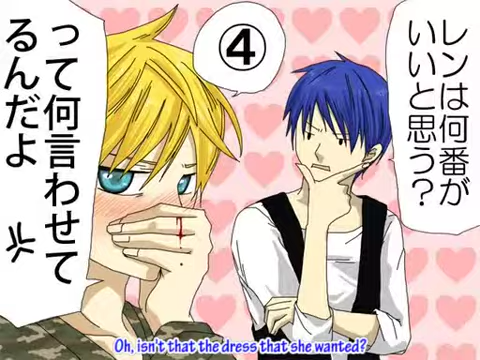 レンは何番が
いいと思う?
④
って何言わせて
るんだよ
Oh, isn't that the dress that she wanted?